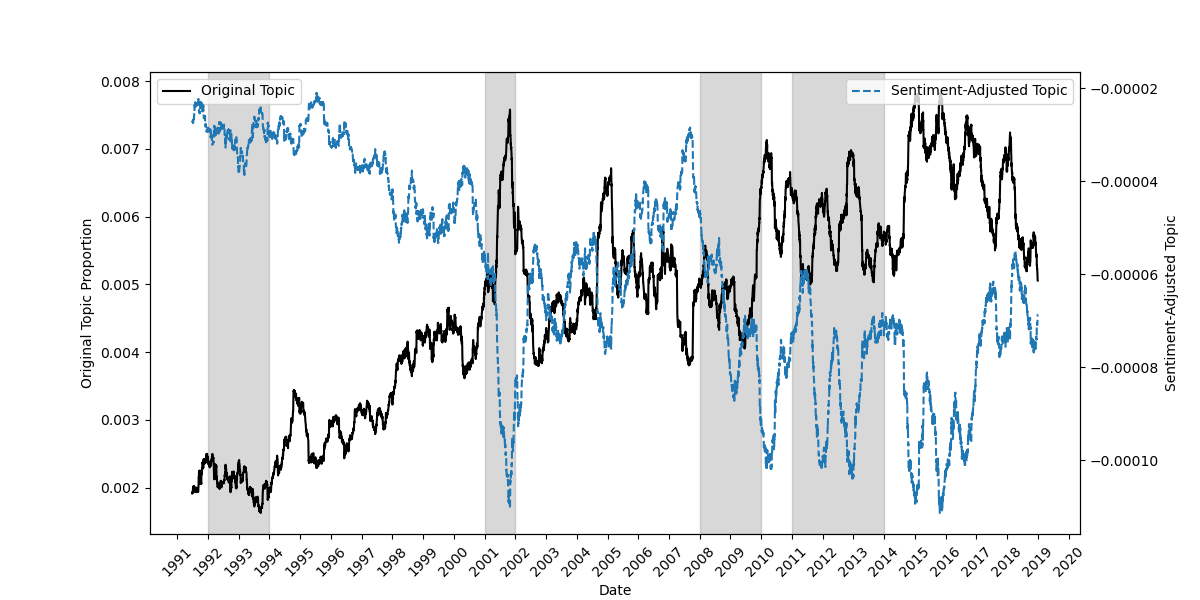 Original Topic
Sentiment-Adjusted Topic
0.008
0.007
0.006
0.005
0.004
0.003
0.002
Original Topic Proportion
−0.00002
−0.00004
−0.00006
−0.00008
−0.00010
Sentiment-Adjusted Topic
1991 1992 1993 1994 1995 1996 1997 1998 1999 2000 2001 2002 2003 2004 2005 2006 2007 2008 2009 2010 2011 2012 2013 2014 2015 2016 2017 2018 2019 2020
Date